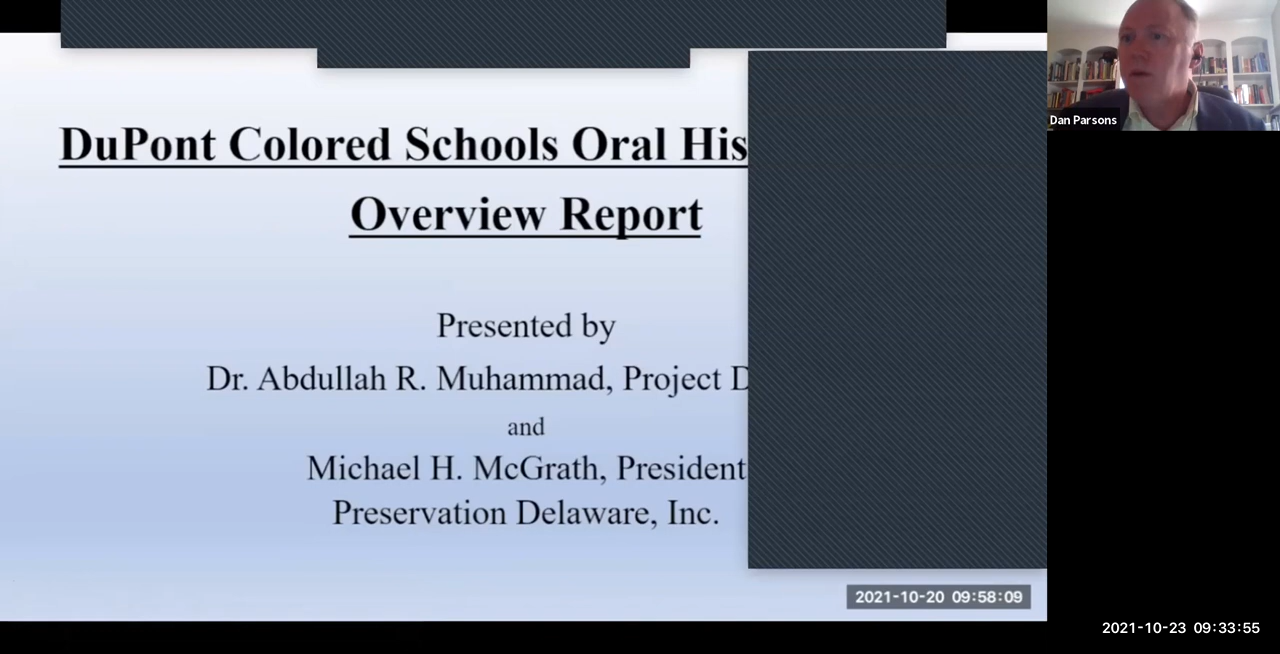 DuPont Colored Schools Oral His
Overview Report
Presented by
Dr. Abdullah R. Muhammad, Project D
and
Michael H. McGrath, President
Preservation Delaware, Inc.
2021-10-20 09:58:09
Dan Parsons
2021-10-23 09:33:55